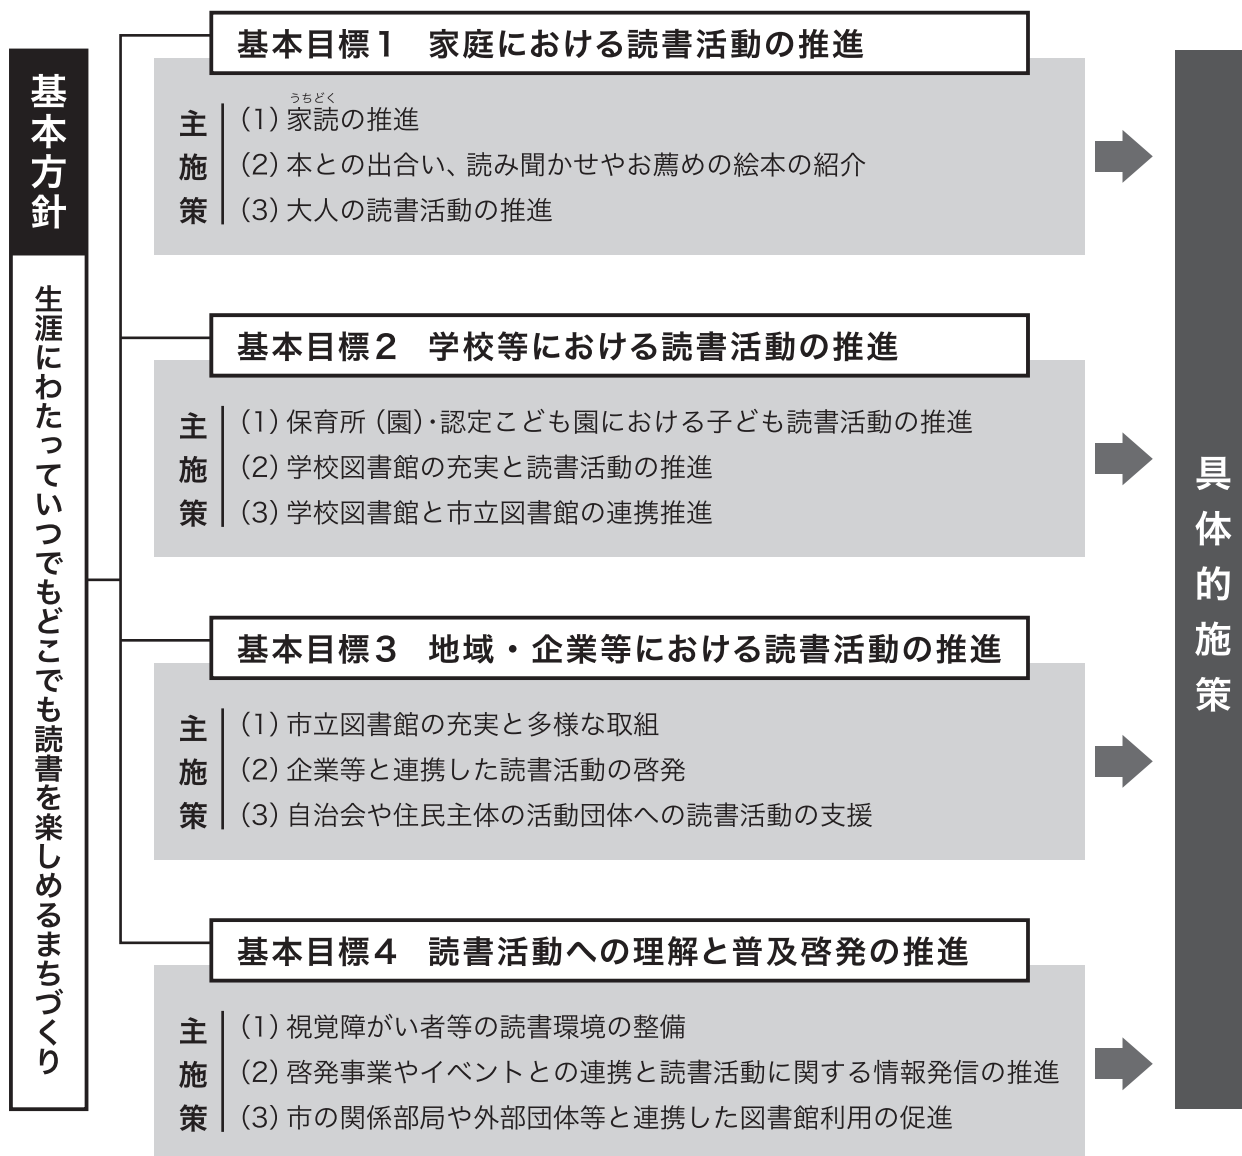 基本方針
生涯にわたっていつでもどこでも読書を楽しめるまちづくり
基本目標1　家庭における読書活動の推進
主施策
うちどく
（1）家読の推進
（2）本との出合い、読み聞かせやお薦めの絵本の紹介
（3）大人の読書活動の推進
基本目標2　学校等における読書活動の推進
主施策
（1）保育所（園）・認定こども園における子ども読書活動の推進
（2）学校図書館の充実と読書活動の推進
（3）学校図書館と市立図書館の連携推進
基本目標3　地域・企業等における読書活動の推進
主施策
（1）市立図書館の充実と多様な取組
（2）企業等と連携した読書活動の啓発
（3）自治会や住民主体の活動団体への読書活動の支援
基本目標4　読書活動への理解と普及啓発の推進
主施策
（1）視覚障がい者等の読書環境の整備
（2）啓発事業やイベントとの連携と読書活動に関する情報発信の推進
（3）市の関係部局や外部団体等と連携した図書館利用の促進
具体的施策